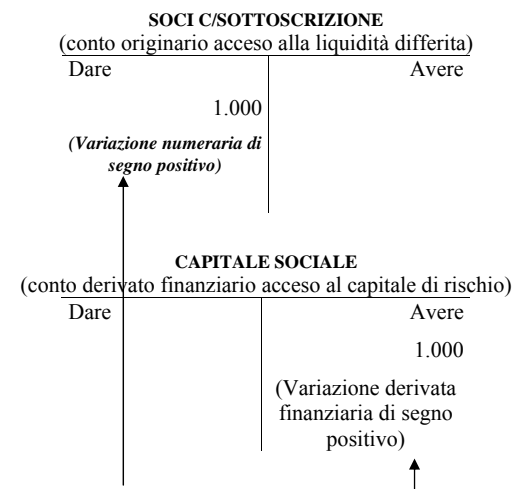 SOCI C/SOTTOSCRIZIONE
(conto originario acceso alla liquidità differita)
Dare Avere
1.000
(Variazione numeraria di
segno positivo)
CAPITALE SOCIALE
(conto derivato finanziario acceso al capitale di rischio)
Dare Avere
1.000
(Variazione derivata
finanziaria di segno
positivo)